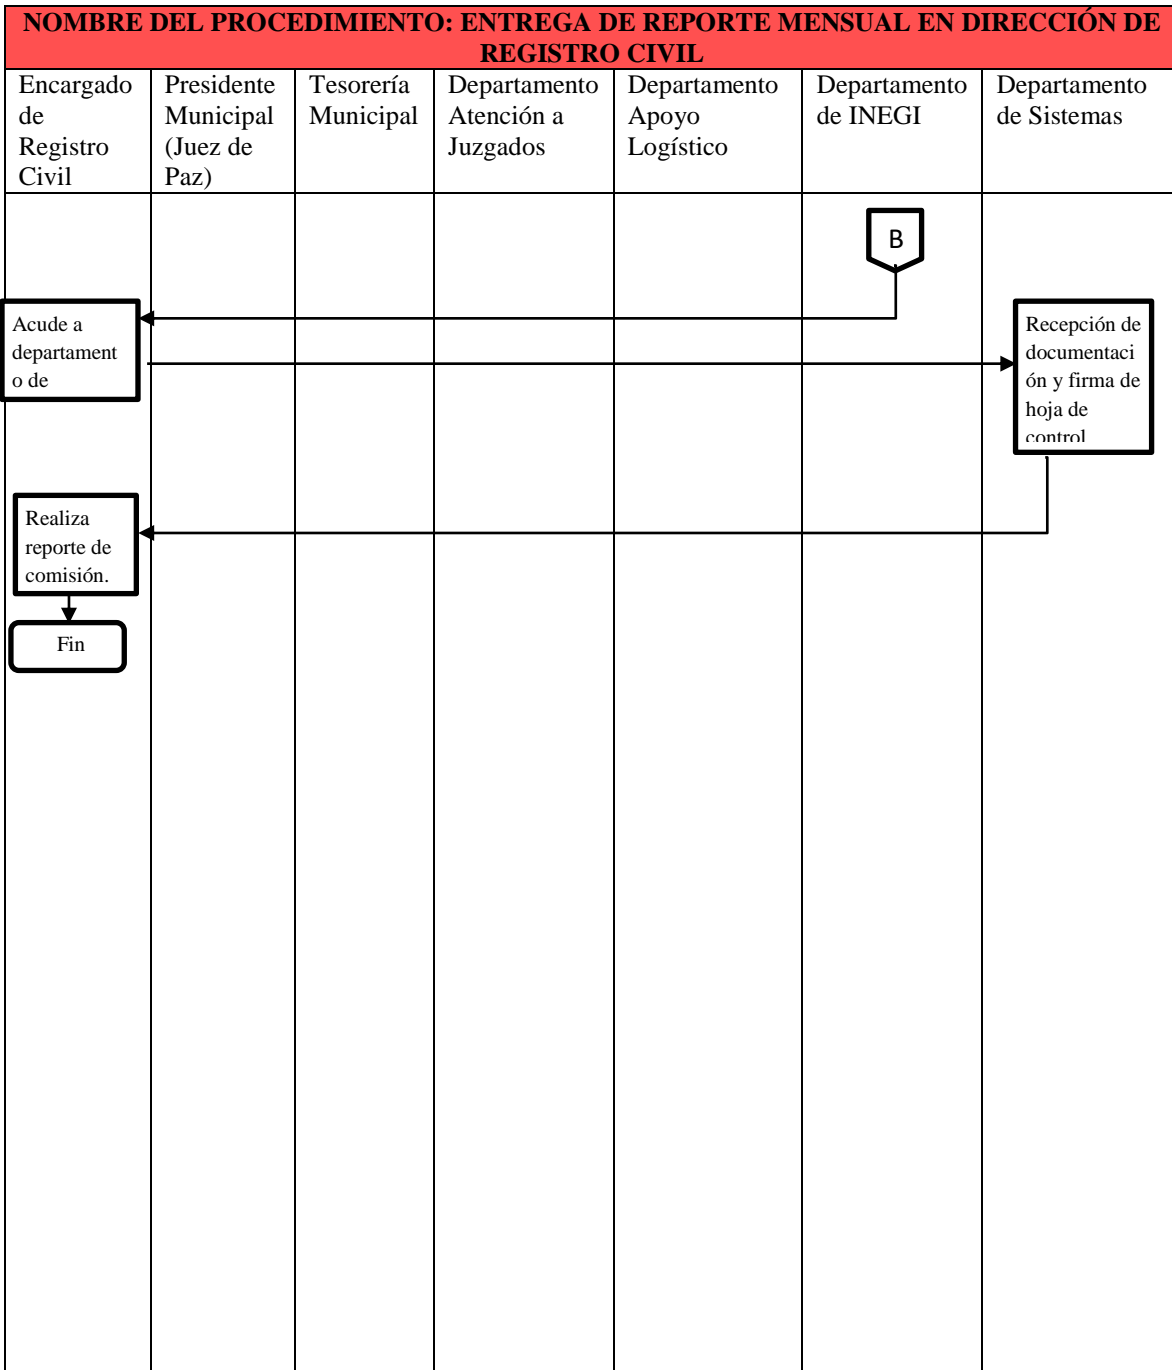 NOMBRE DEL PROCEDIMIENTO: ENTREGA DE REPORTE MENSUAL EN DIRECCIÓN DE
REGISTRO CIVIL
Encargado
de
Registro
Civil
Presidente
Municipal
(Juez de
Paz)
Tesorería
Municipal
Departamento
Atención a
Juzgados
Departamento
Apoyo
Logístico
Departamento
de INEGI
Departamento
de Sistemas
B
Acude a
departament
o de
Recepción de
documentaci
ón y firma de
hoja de
control
Realiza
reporte de
comisión.
Fin